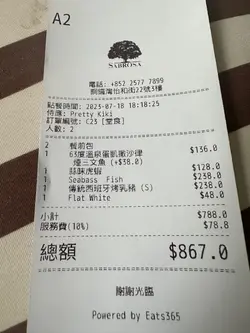 A2
SABROSA
電話: +852 2577 7899
銅鑼灣怡和街22號3樓
點餐時間: 2023-07-18 18:18:25
侍應: Pretty Kiki
訂單編號: C23 [堂食]
人數: 2
2 餐前包
1 63度溫泉蛋凱撒沙律 $136.0
煙三文魚 (+$38.0)
1 蒜味虎蝦 $128.0
1 Seabass Fish $238.0
1 傳統西班牙烤乳豬 (S) $238.0
1 Flat White $48.0
小計 $788.0
服務費(10%) $78.8
總額 $867.0
謝謝光臨
Powered by Eats365